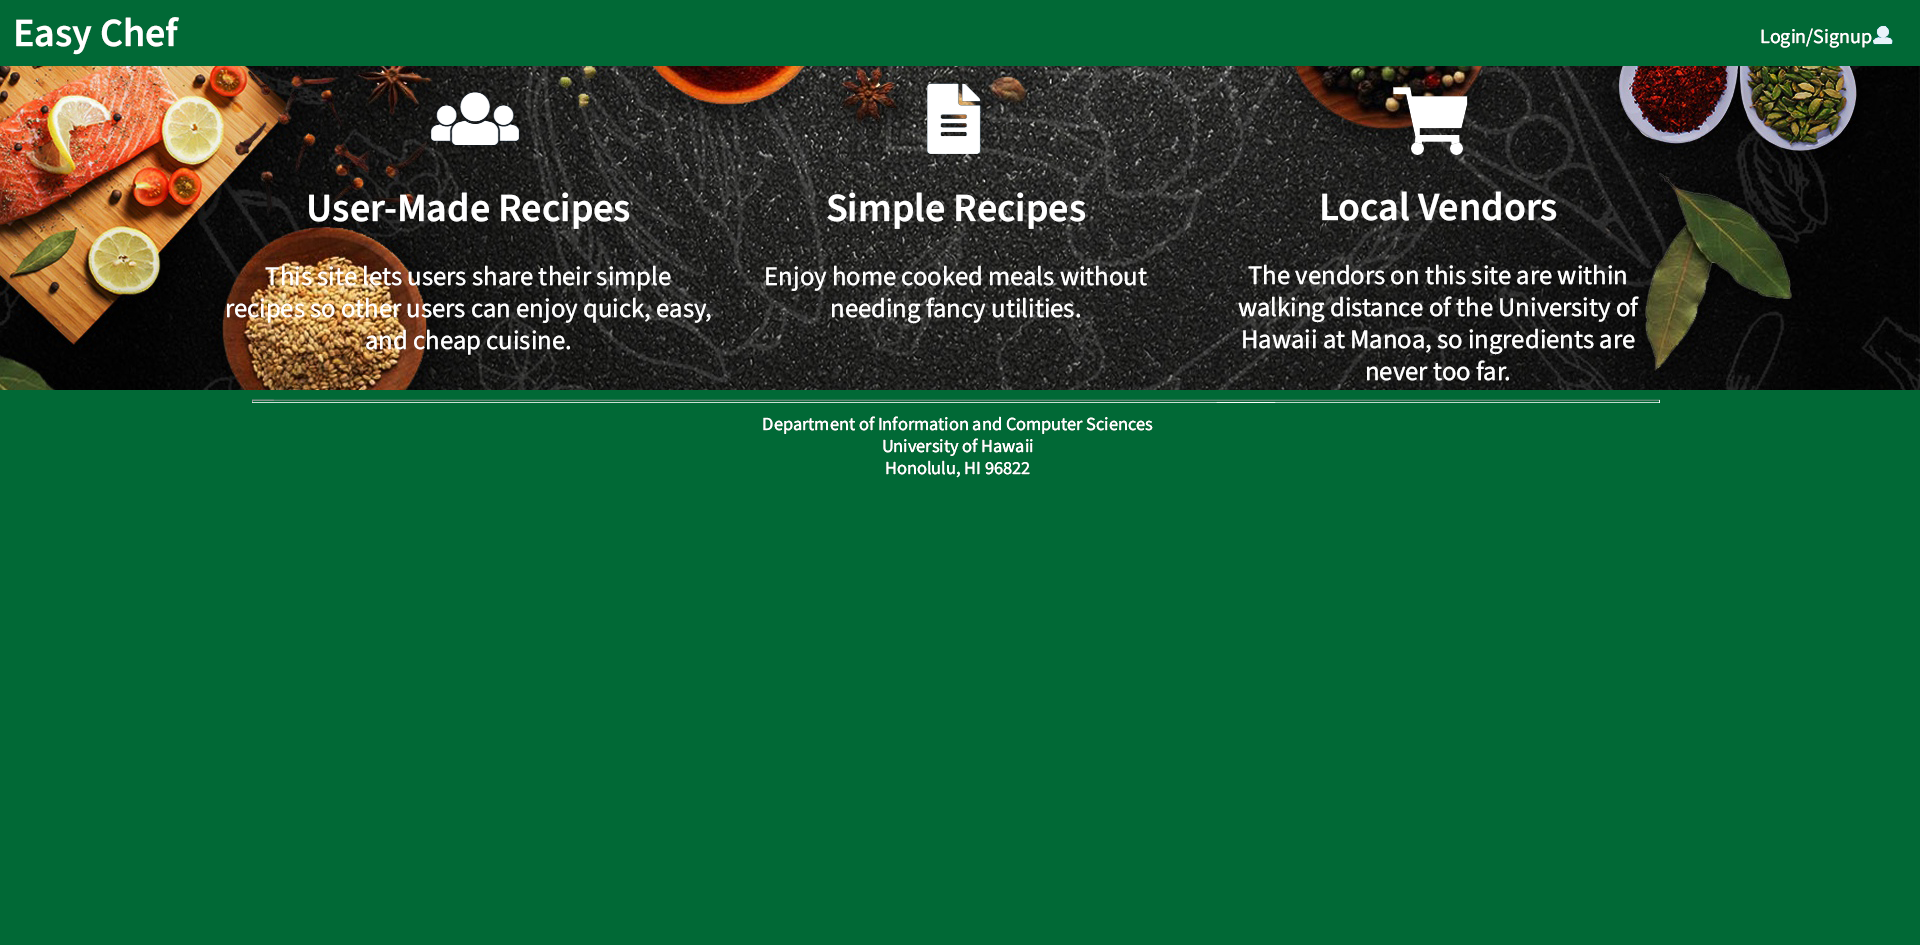 Easy Chef
Login/Signup
User-Made Recipes
This site lets users share their simple
recipes so other users can enjoy quick, easy,
and cheap cuisine.
Simple Recipes
Enjoy home cooked meals without
needing fancy utilities.
Local Vendors
The vendors on this site are within
walking distance of the University of
Hawaii at Manoa, so ingredients are
never too far.
Department of Information and Computer Sciences
University of Hawaii
Honolulu, HI 96822